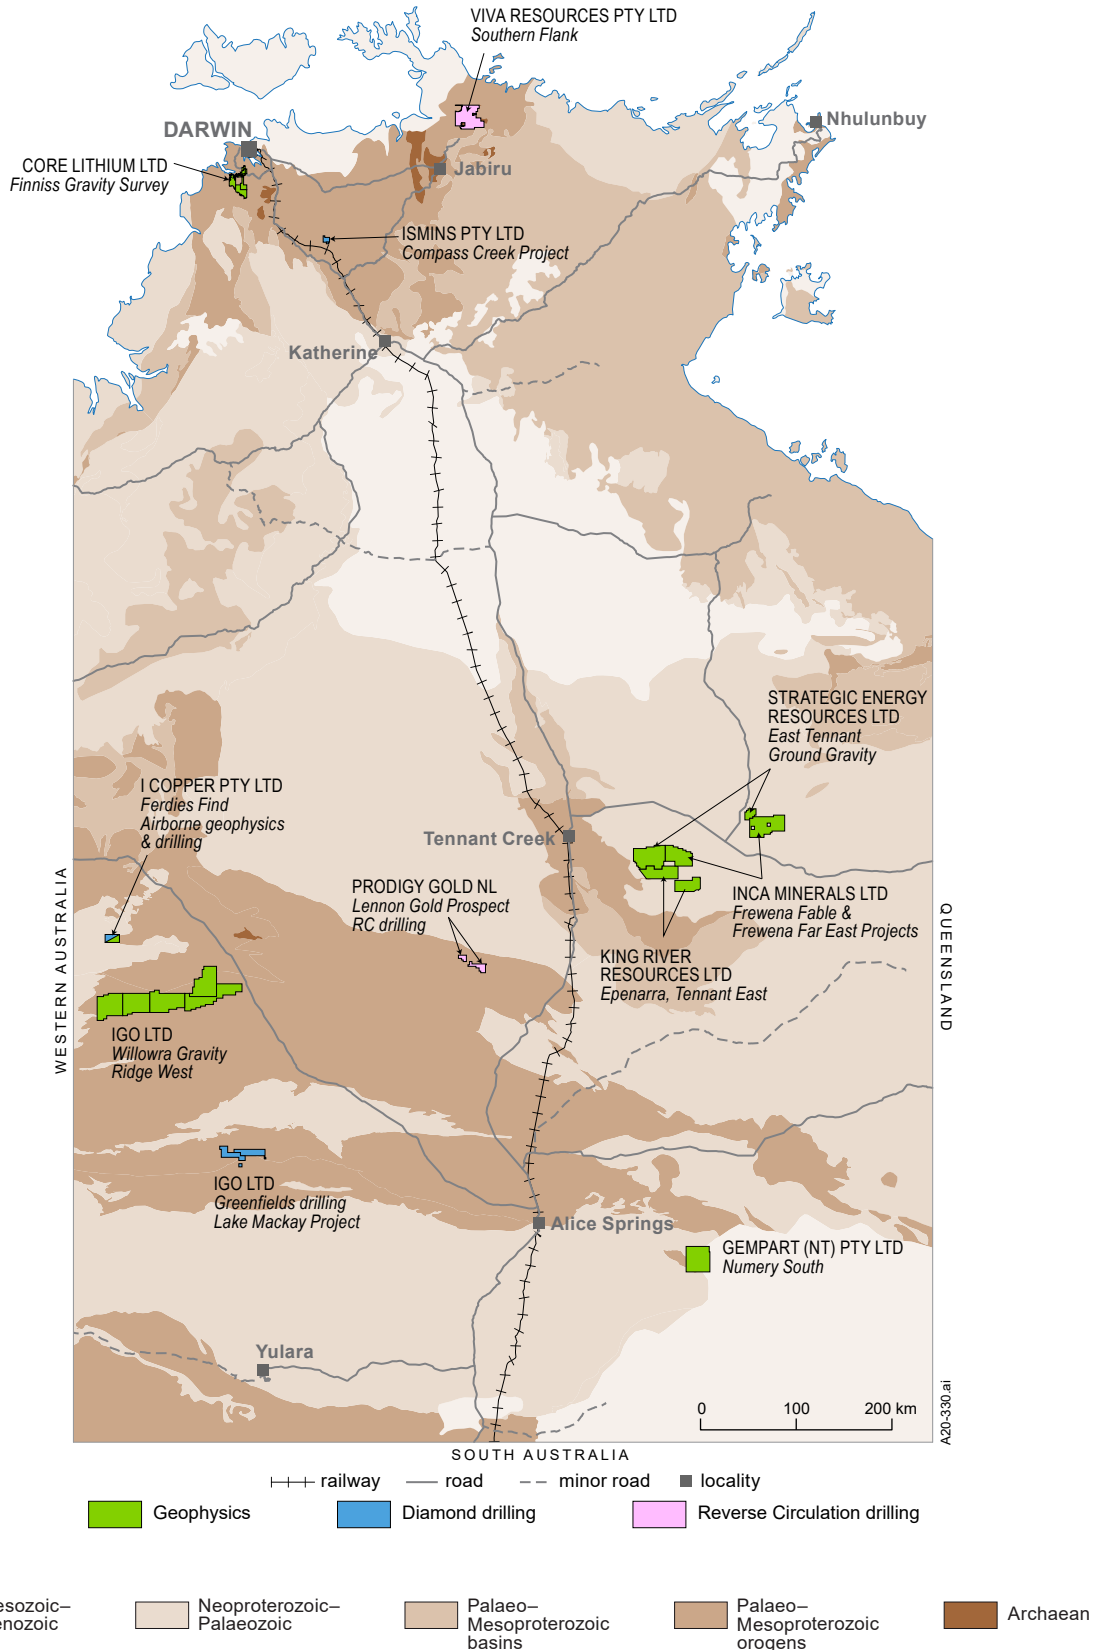 VIVA RESOURCES PTY LTD
Southern Flank
DARWIN
Nhulunbuy
CORE LITHIUM LTD
Finniss Gravity Survey
Jabiru
ISMINS PTY LTD
Compass Creek Project
Katherine
STRATEGIC ENERGY
RESOURCES LTD
East Tennant
Ground Gravity
I COPPER PTY LTD
Ferdies Find
Airborne geophysics
& drilling
Tennant Creek
PRODIGY GOLD NL
Lennon Gold Prospect
RC drilling
INCA MINERALS LTD
Frewena Fable &
Frewena Far East Projects
WESTERN AUSTRALIA
QUEENSLAND
KING RIVER
RESOURCES LTD
Epenarra, Tennant East
IGO LTD
Willowra Gravity
Ridge West
IGO LTD
Greenfields drilling
Lake Mackay Project
Alice Springs
GEMPART (NT) PTY LTD
Numery South
Yulara
0 100 200 km
A20-330.ai
SOUTH AUSTRALIA
railway road minor road locality
Geophysics Diamond drilling Reverse Circulation drilling
esozoic–
enozoic
Neoproterozoic–
Palaeozoic
Palaeo–
Mesoproterozoic
basins
Palaeo–
Mesoproterozoic
orogens
Archaean